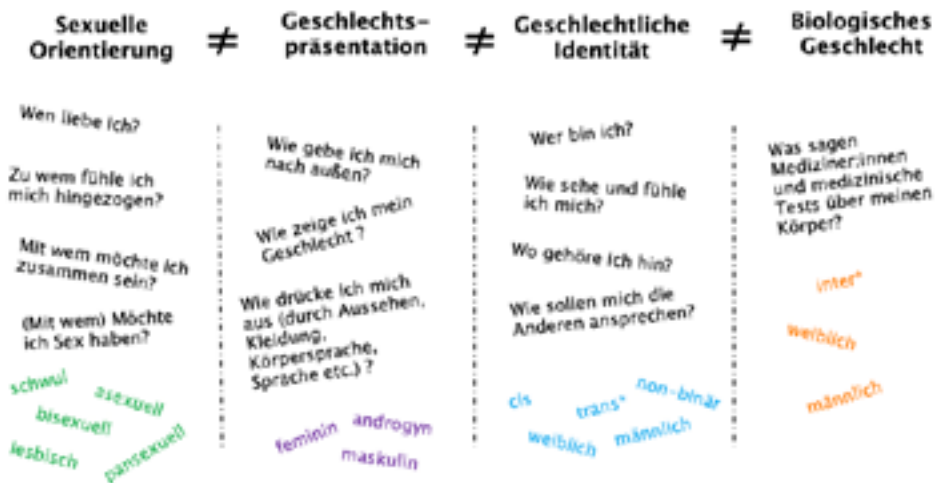 Sexuelle
Orientierung
≠
Geschlechts-
präsentation
≠
Geschlechtliche
Identität
≠
Biologisches
Geschlecht
Wen liebe ich?
Zu wem fühle ich
mich hingezogen?
Mit wem möchte ich
zusammen sein?
(Mit wem) Möchte
ich Sex haben?
schwul
asexuell
bisexuell
lesbisch
pansexuell
Wie gebe ich mich
nach außen?
Wie zeige ich mein
Geschlecht ?
Wie drücke ich mich
aus (durch Aussehen,
Kleidung,
Körpersprache,
Sprache etc.) ?
feminin
androgyn
maskulin
Wer bin ich?
Wie sehe und fühle
ich mich?
Wo gehöre ich hin?
Wie sollen mich die
Anderen ansprechen?
cis
trans*
non-binär
weiblich
männlich
Was sagen
Mediziner:innen
und medizinische
Tests über meinen
Körper?
inter*
weiblich
männlich